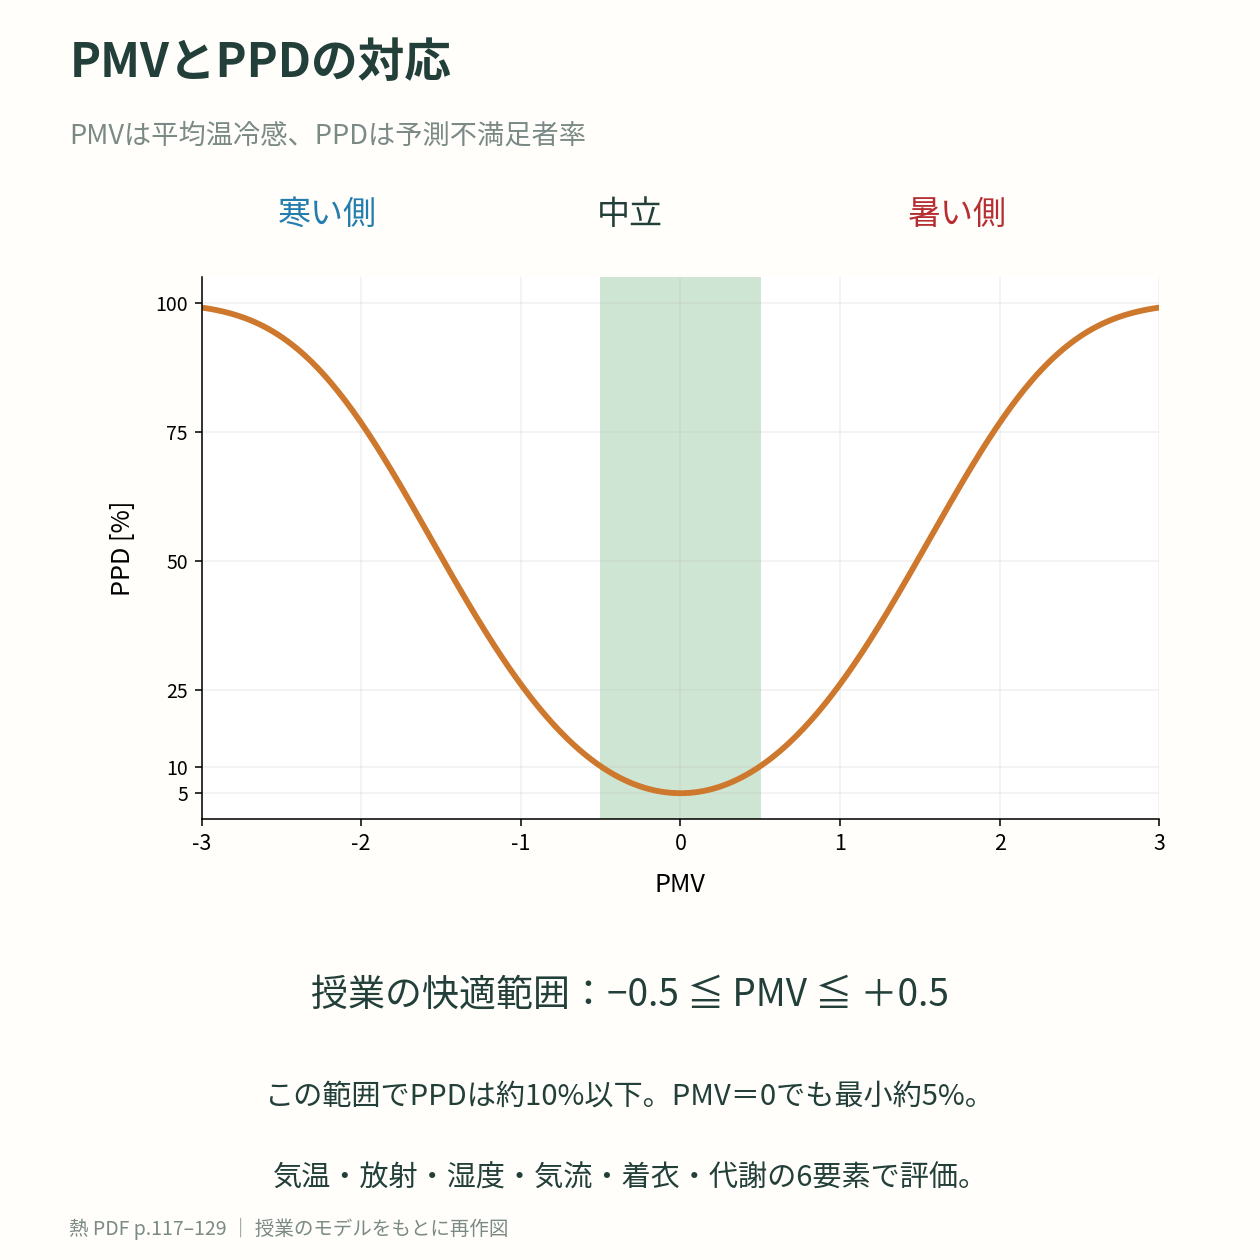 PMVとPPDの対応
PMVは平均温冷感、PPDは予測不満足者率
寒い側 中立 暑い側
100
75
50
25
10
5
PPD [%]
-3 -2 -1 0 1 2 3
PMV
授業の快適範囲：−0.5 ≦ PMV ≦ ＋0.5
この範囲でPPDは約10%以下。PMV＝0でも最小約5%。
気温・放射・湿度・気流・着衣・代謝の6要素で評価。
熱 PDF p.117–129 ｜ 授業のモデルをもとに再作図